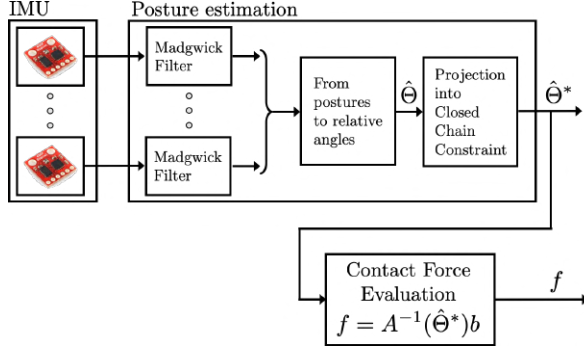 IMU
Posture estimation
Madgwick
Filter
Madgwick
Filter
From
postures
to relative
angles
Θ̂
Projection
into
Closed
Chain
Constraint
Θ̂*
Contact Force
Evaluation
f = A⁻¹(Θ̂*)b
f